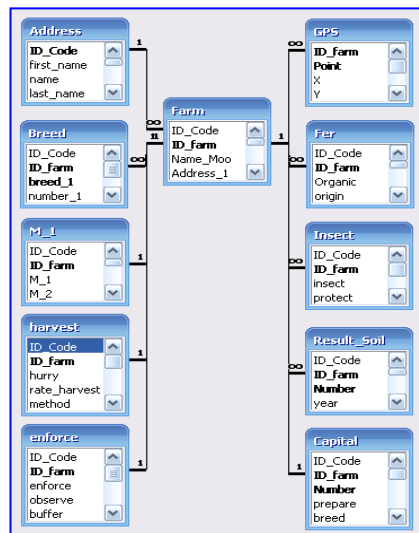 Address
ID_Code
first_name
name
last_name
1
∞
Breed
ID_Code
ID_farm
breed_1
number_1
∞
M_1
ID_Code
ID_farm
M_1
M_2
1
harvest
ID_Code
ID_farm
hurry
rate_harvest
method
1
enforce
ID_Code
ID_farm
enforce
observe
buffer
1
Farm
ID_Code
ID_farm
Name_Moo
Address_1
11
1
GPS
ID_farm
Point
X
Y
∞
Fer
ID_Code
ID_farm
Organic
origin
∞
Insect
ID_Code
ID_farm
insect
protect
∞
Result_Soil
ID_Code
ID_farm
Number
year
∞
Capital
ID_Code
ID_farm
Number
prepare
breed
1